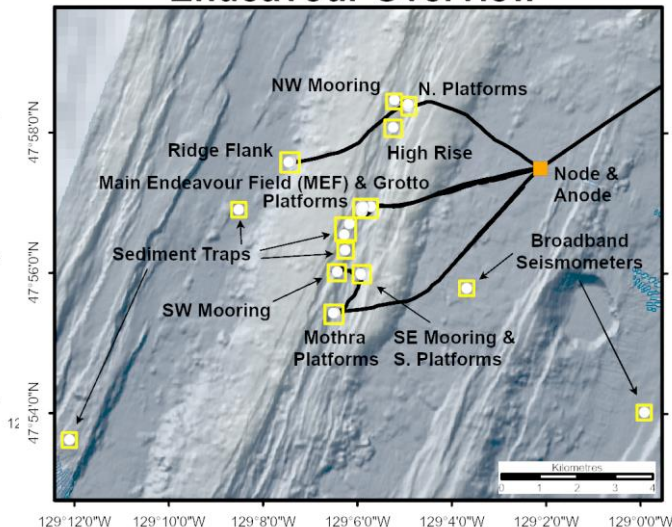 Endeavour Overview
NW Mooring
N. Platforms
47°58'0"N
Ridge Flank
High Rise
Main Endeavour Field (MEF) & Grotto
Platforms
Node &
Anode
Sediment Traps
Broadband
Seismometers
47°56'0"N
SW Mooring
Mothra
Platforms
SE Mooring &
S. Platforms
47°54'0"N
Kilometres
0 1 2 3 4
129°12'0"W 129°10'0"W 129°8'0"W 129°6'0"W 129°4'0"W 129°2'0"W 129°0'0"W